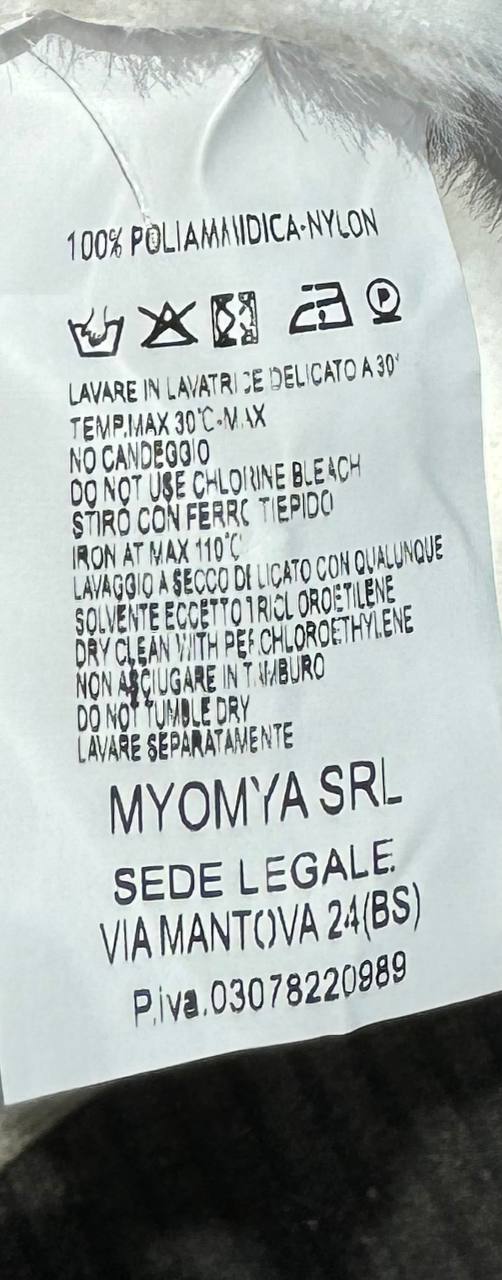 100% POLIAMMIDICA-NYLON
LAVARE IN LAVATRICE DELICATO A 30°
TEMP.MAX 30°C-MAX
NO CANDEGGIO
DO NOT USE CHLORINE BLEACH
STIRO CON FERRO TIEPIDO
IRON AT MAX 110°C
LAVAGGIO A SECCO DELICATO CON QUALUNQUE
SOLVENTE ECCETTO TRICLOROETILENE
DRY CLEAN WITH PERCHLOROETHYLENE
NON ASCIUGARE IN TAMBURO
DO NOT TUMBLE DRY
LAVARE SEPARATAMENTE
MYOMYA SRL
SEDE LEGALE.
VIA MANTOVA 24(BS)
P.iva.03078220989